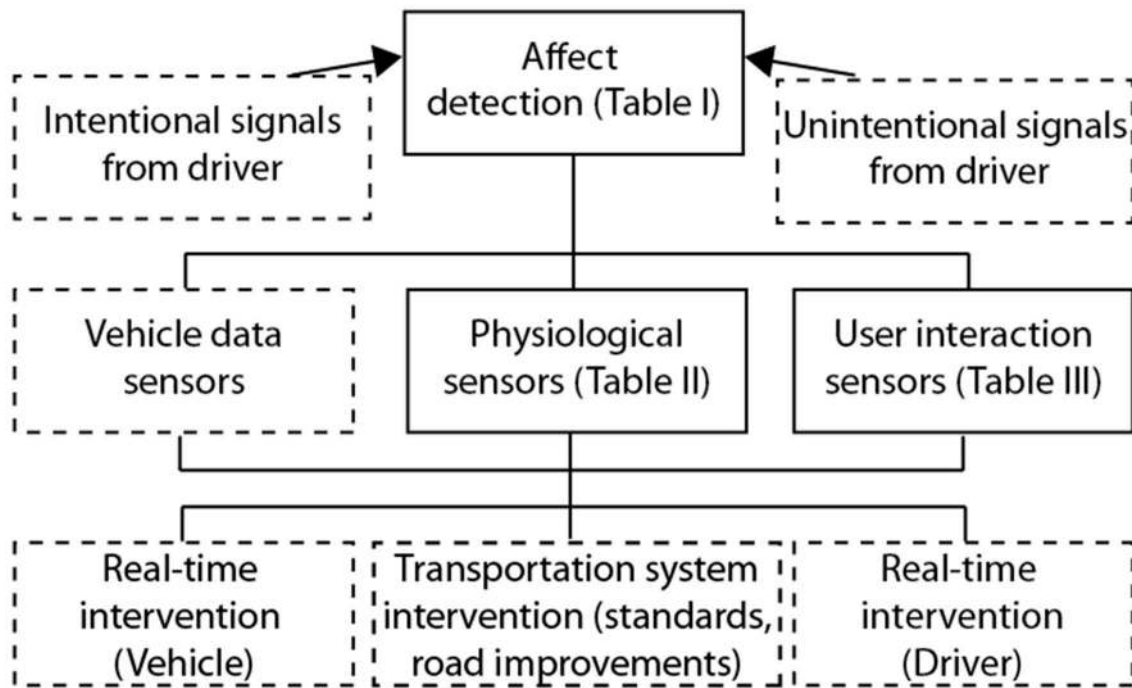 Affect
detection (Table I)
Intentional signals
from driver
Unintentional signals
from driver
Vehicle data
sensors
Physiological
sensors (Table II)
User interaction
sensors (Table III)
Real-time
intervention
(Vehicle)
Transportation system
intervention (standards,
road improvements)
Real-time
intervention
(Driver)